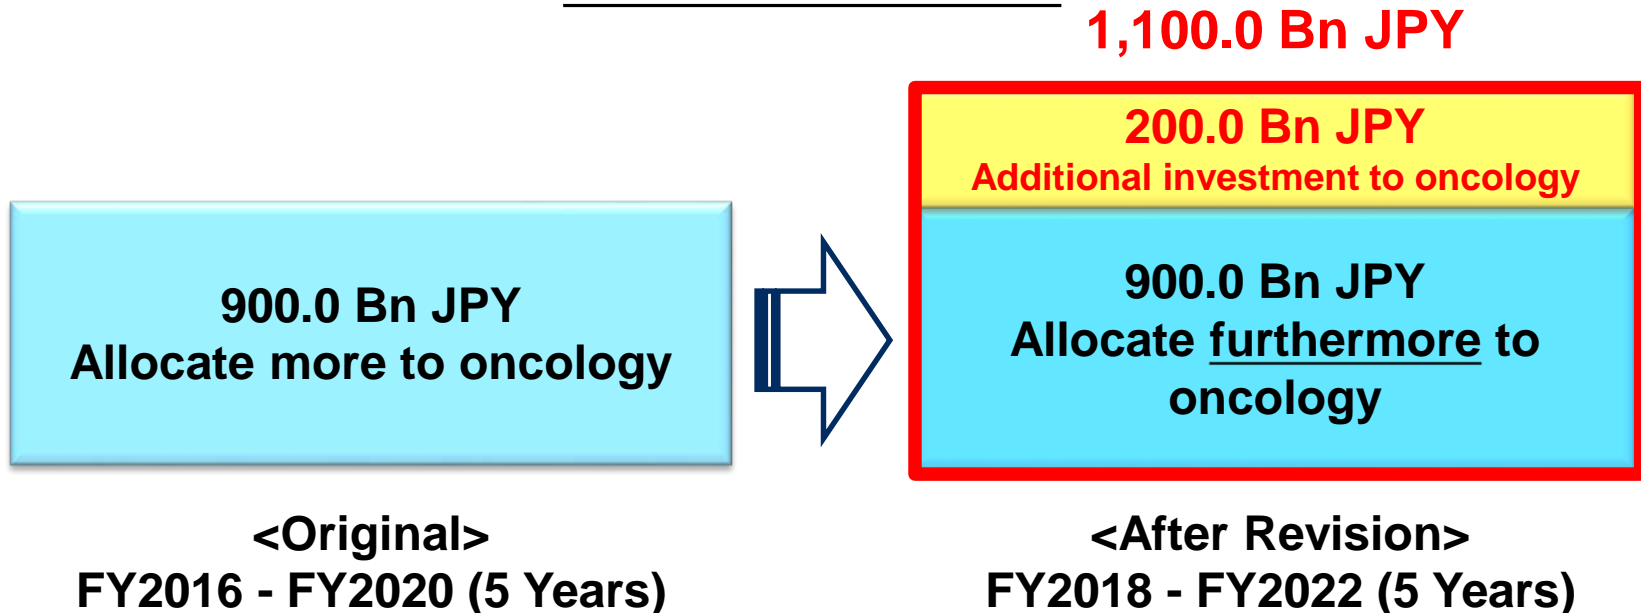 1,100.0 Bn JPY
200.0 Bn JPY
Additional investment to oncology
900.0 Bn JPY
Allocate more to oncology
900.0 Bn JPY
Allocate furthermore to
oncology
<Original>
FY2016 - FY2020 (5 Years)
<After Revision>
FY2018 - FY2022 (5 Years)